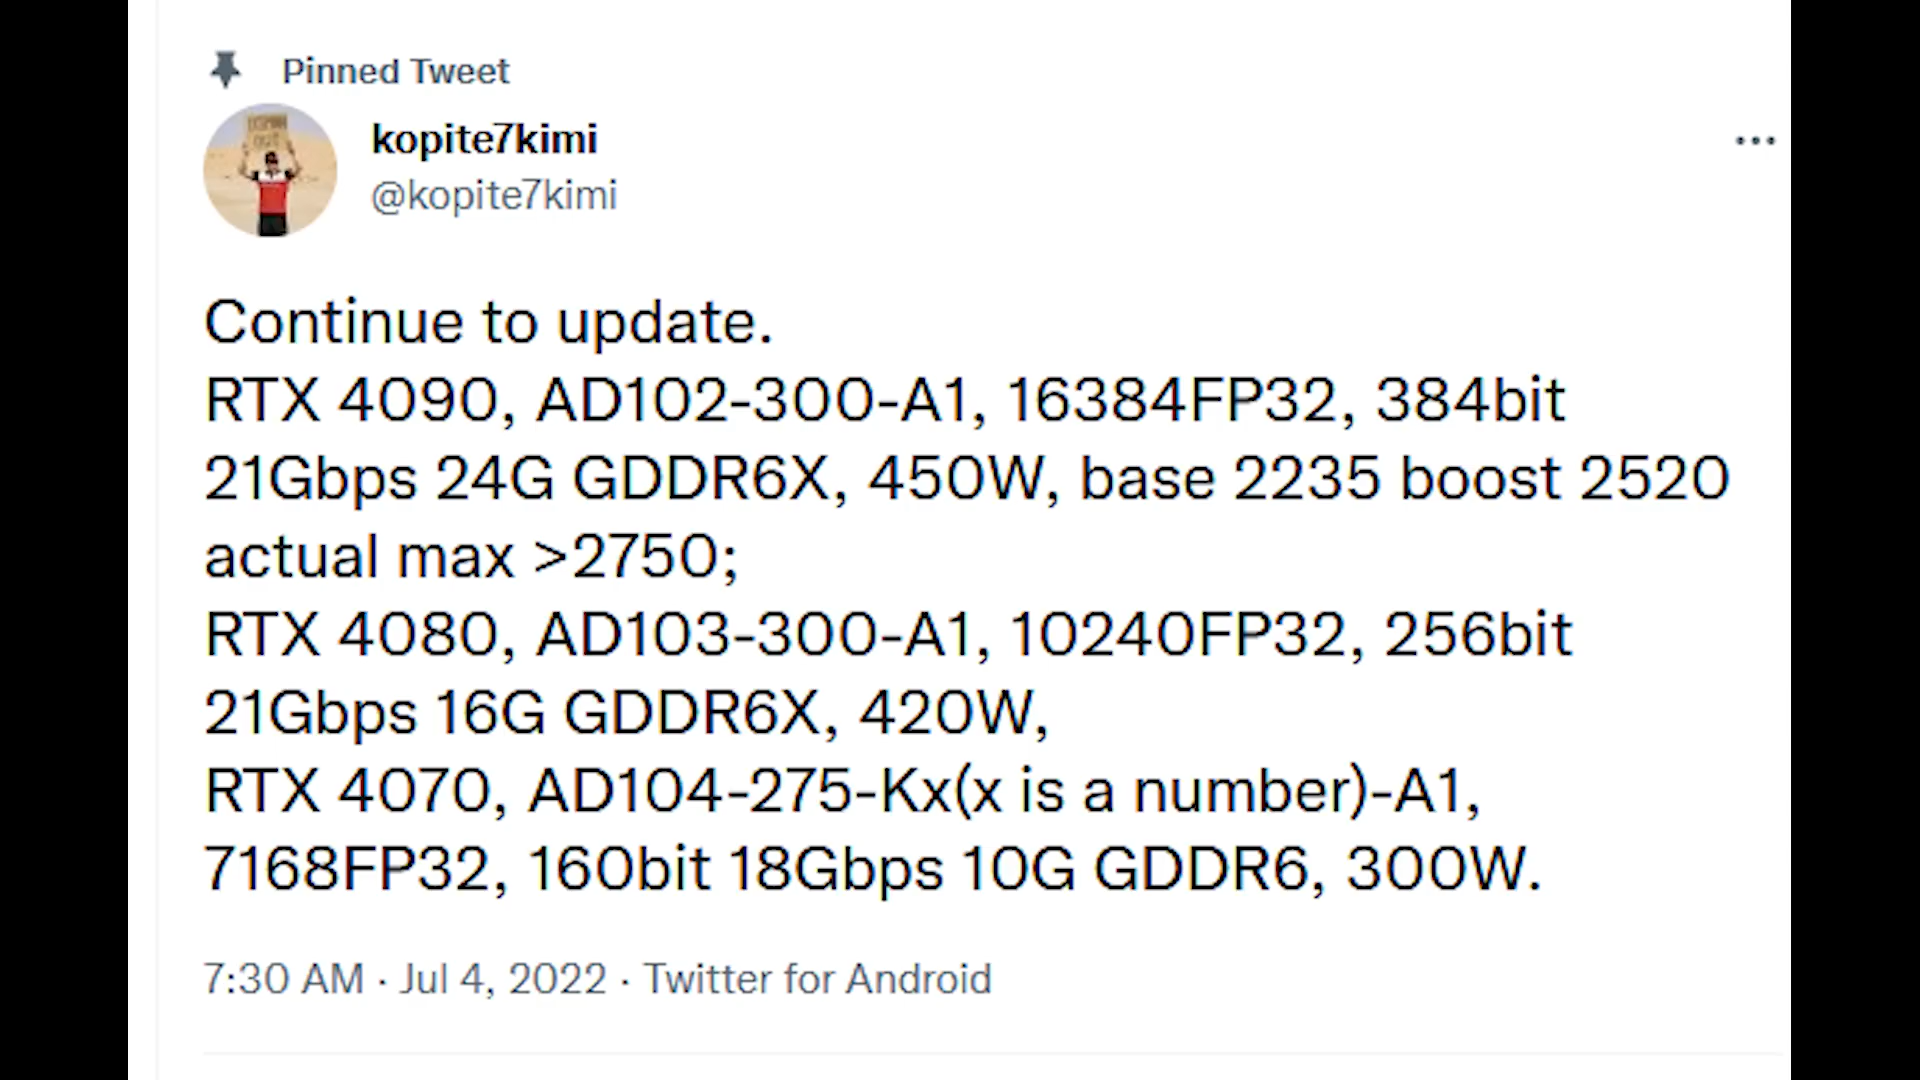 Pinned Tweet
kopite7kimi
@kopite7kimi
Continue to update.
RTX 4090, AD102-300-A1, 16384FP32, 384bit
21Gbps 24G GDDR6X, 450W, base 2235 boost 2520
actual max >2750;
RTX 4080, AD103-300-A1, 10240FP32, 256bit
21Gbps 16G GDDR6X, 420W,
RTX 4070, AD104-275-Kx(x is a number)-A1,
7168FP32, 160bit 18Gbps 10G GDDR6, 300W.
7:30 AM · Jul 4, 2022 · Twitter for Android